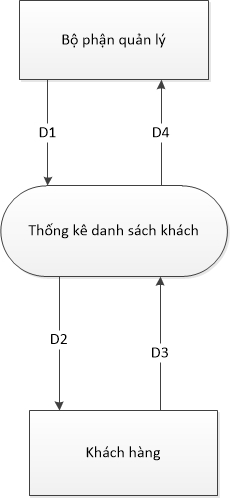 Bộ phận quản lý
D1
D4
Thống kê danh sách khách
D2
D3
Khách hàng